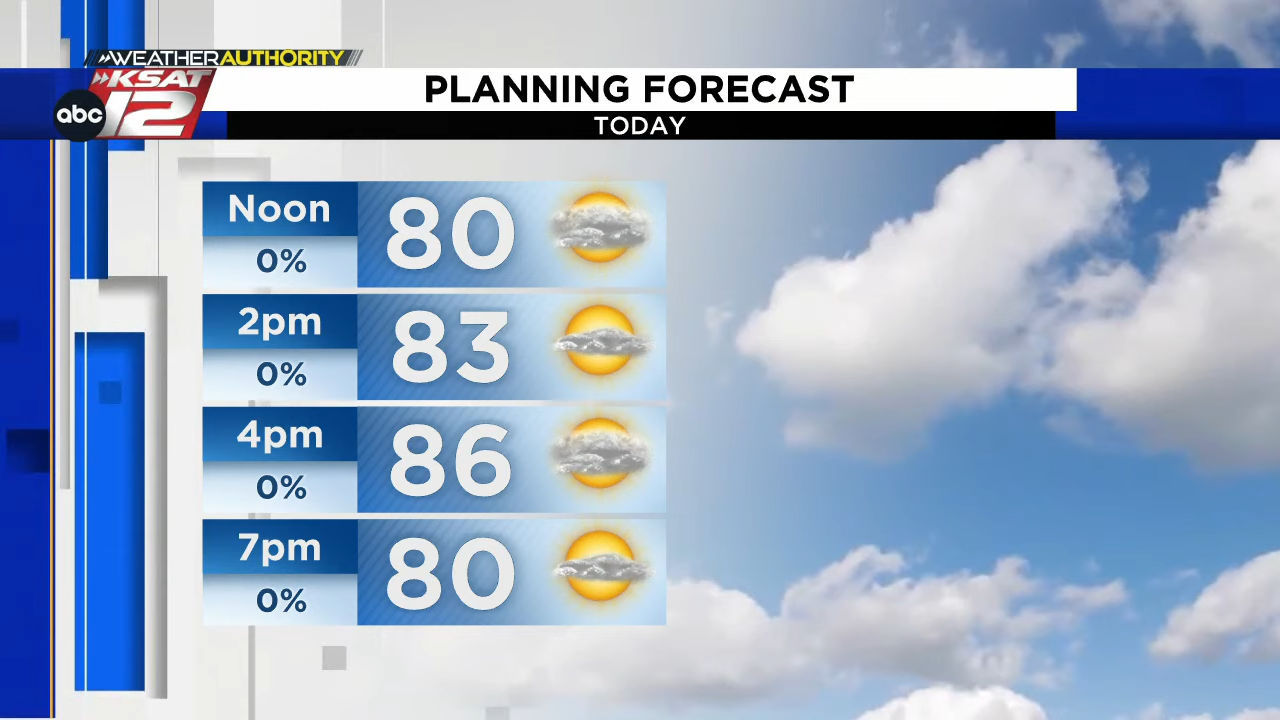 WEATHERAUTHORITY
KSAT
abc
12
PLANNING FORECAST
TODAY
Noon
0%
80
2pm
0%
83
4pm
0%
86
7pm
0%
80